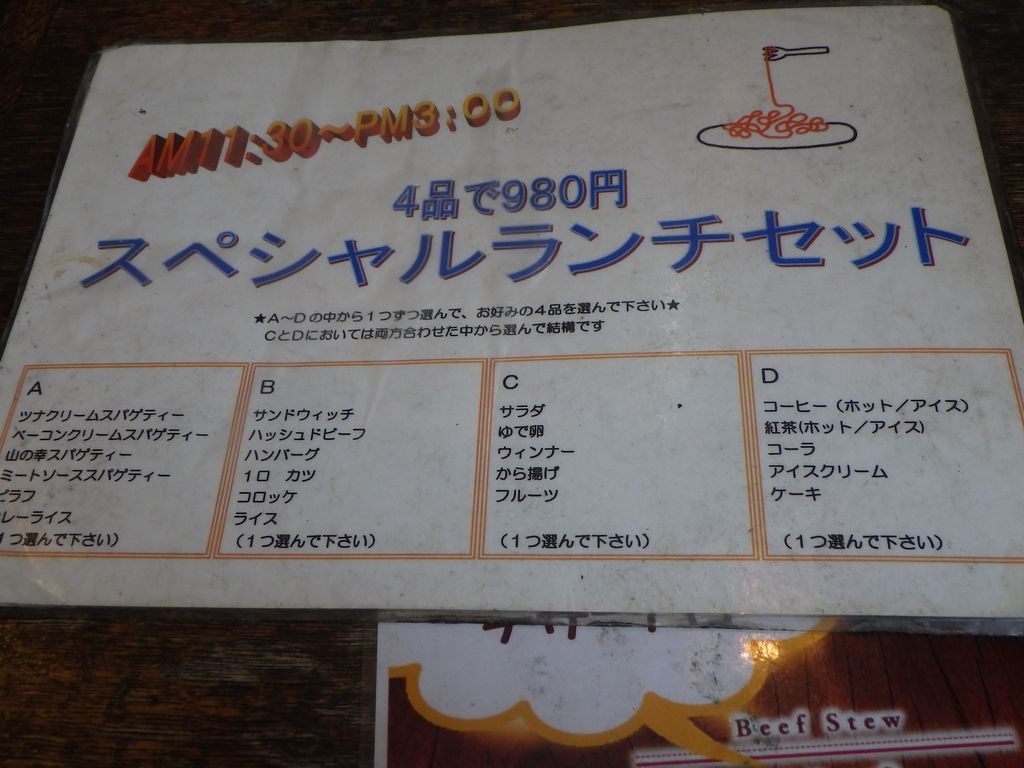 AM11:30～PM3:00
4品で980円
スペシャルランチセット
★A～Dの中から1つずつ選んで、お好みの4品を選んで下さい★
CとDにおいては両方合わせた中から選んで結構です
A
ツナクリームスパゲティー
ベーコンクリームスパゲティー
山の幸スパゲティー
ミートソーススパゲティー
ピラフ
レーライス
1つ選んで下さい)
B
サンドウィッチ
ハッシュドビーフ
ハンバーグ
1口　カツ
コロッケ
ライス
(1つ選んで下さい)
C
サラダ
ゆで卵
ウィンナー
から揚げ
フルーツ
(1つ選んで下さい)
D
コーヒー (ホット／アイス)
紅茶(ホット／アイス)
コーラ
アイスクリーム
ケーキ
(1つ選んで下さい)
Beef Stew